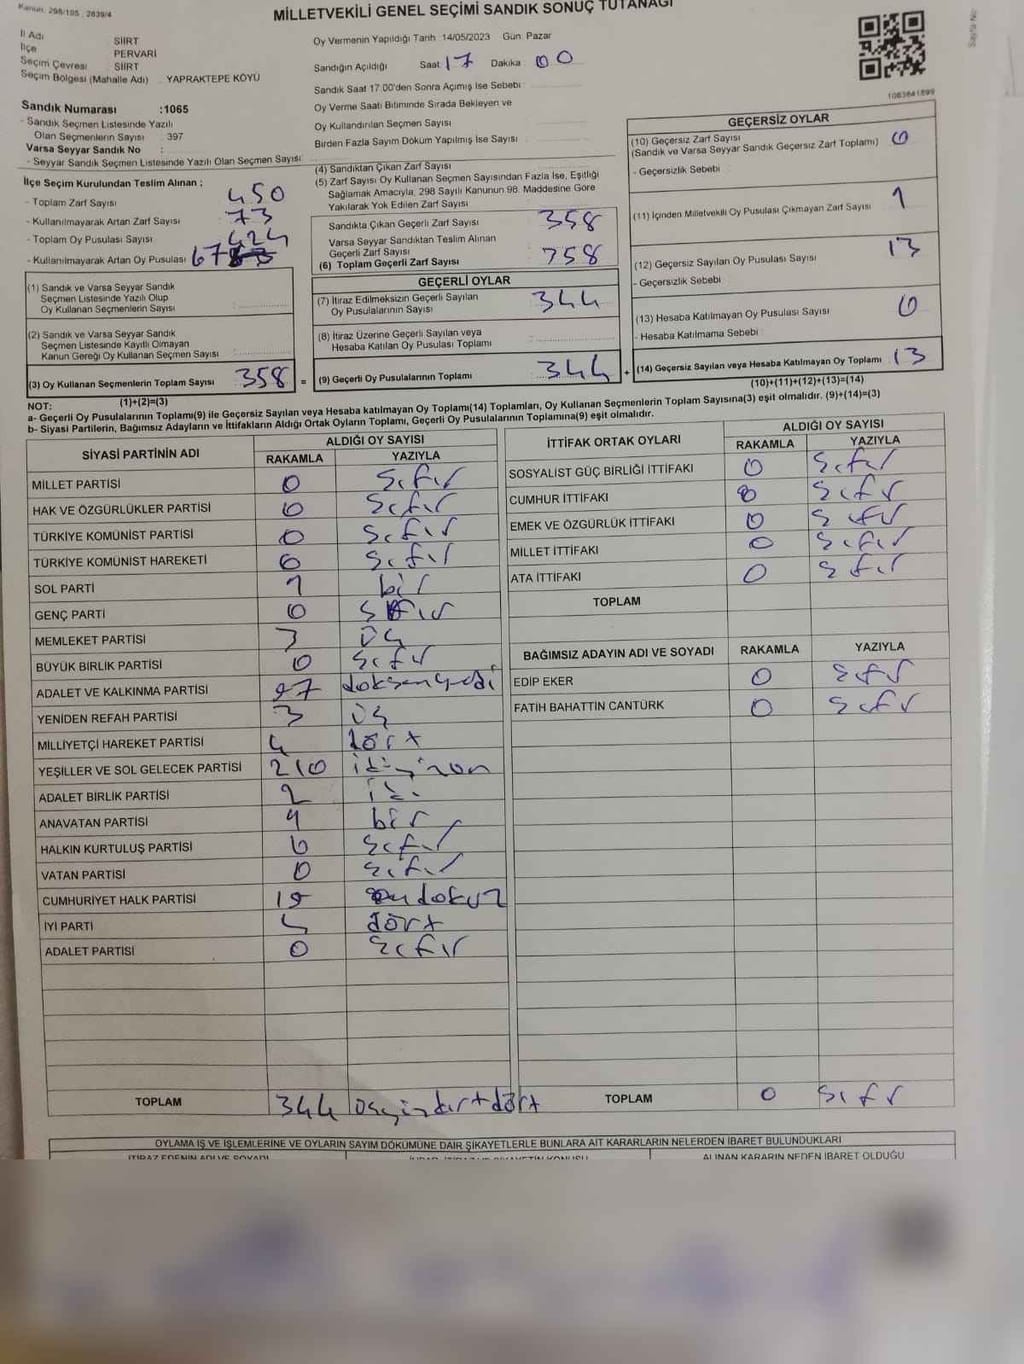 Kanun: 298/105 , 2839/4
MİLLETVEKİLİ GENEL SEÇİMİ SANDIK SONUÇ TUTANAĞI
Sayfa No:
İl Adı SİİRT
İlçe PERVARİ
Seçim Çevresi SİİRT
Seçim Bölgesi (Mahalle Adı) YAPRAKTEPE KÖYÜ
Oy Vermenin Yapıldığı Tarih 14/05/2023 Gün: Pazar
Sandığın Açıldığı Saat 17 Dakika 00
Sandık Saat 17.00'den Sonra Açımış İse Sebebi
Oy Verme Saati Bitiminde Sırada Bekleyen ve
Oy Kullandırılan Seçmen Sayısı
Birden Fazla Sayım Döküm Yapılmış İse Sayısı
1063641899
Sandık Numarası :1065
- Sandık Seçmen Listesinde Yazılı
Olan Seçmenlerin Sayısı 397
Varsa Seyyar Sandık No :
- Seyyar Sandık Seçmen Listesinde Yazılı Olan Seçmen Sayısı
İlçe Seçim Kurulundan Teslim Alınan ;
- Toplam Zarf Sayısı 450
- Kullanılmayarak Artan Zarf Sayısı 73
- Toplam Oy Pusulası Sayısı 424
- Kullanılmayarak Artan Oy Pusulası 67
(4) Sandıktan Çıkan Zarf Sayısı
(5) Zarf Sayısı Oy Kullanan Seçmen Sayısından Fazla İse, Eşitliği
Sağlamak Amacıyla, 298 Sayılı Kanunun 98. Maddesine Göre
Yakılarak Yok Edilen Zarf Sayısı
Sandıkta Çıkan Geçerli Zarf Sayısı 358
Varsa Seyyar Sandıktan Teslim Alınan
Geçerli Zarf Sayısı
(6) Toplam Geçerli Zarf Sayısı 358
GEÇERSİZ OYLAR
(10) Geçersiz Zarf Sayısı 0
(Sandık ve Varsa Seyyar Sandık Geçersiz Zarf Toplamı)
- Geçersizlik Sebebi
(11) İçinden Milletvekili Oy Pusulası Çıkmayan Zarf Sayısı 1
(12) Geçersiz Sayılan Oy Pusulası Sayısı 13
- Geçersizlik Sebebi
(13) Hesaba Katılmayan Oy Pusulası Sayısı 0
- Hesaba Katılmama Sebebi
(14) Geçersiz Sayılan veya Hesaba Katılmayan Oy Toplamı 13
(10)+(11)+(12)+(13)=(14)
(1) Sandık ve Varsa Seyyar Sandık
Seçmen Listesinde Yazılı Olup
Oy Kullanan Seçmenlerin Sayısı
(2) Sandık ve Varsa Seyyar Sandık
Seçmen Listesinde Kayıtlı Olmayan
Kanun Gereği Oy Kullanan Seçmen Sayısı
(3) Oy Kullanan Seçmenlerin Toplam Sayısı 358 =
(1)+(2)=(3)
GEÇERLİ OYLAR
(7) İtiraz Edilmeksizin Geçerli Sayılan
Oy Pusulalarının Sayısı 344
(8) İtiraz Üzerine Geçerli Sayılan veya
Hesaba Katılan Oy Pusulası Toplamı
(9) Geçerli Oy Pusulalarının Toplamı 344 +
NOT:
a- Geçerli Oy Pusulalarının Toplamı(9) ile Geçersiz Sayılan veya Hesaba katılmayan Oy Toplamı(14) Toplamları, Oy Kullanan Seçmenlerin Toplam Sayısına(3) eşit olmalıdır. (9)+(14)=(3)
b- Siyasi Partilerin, Bağımsız Adayların ve İttifakların Aldığı Ortak Oyların Toplamı, Geçerli Oy Pusulalarının Toplamına(9) eşit olmalıdır.
SİYASİ PARTİNİN ADI ALDIĞI OY SAYISI
RAKAMLA YAZIYLA
MİLLET PARTİSİ 0 Sıfır
HAK VE ÖZGÜRLÜKLER PARTİSİ 0 Sıfır
TÜRKİYE KOMÜNİST PARTİSİ 0 Sıfır
TÜRKİYE KOMÜNİST HAREKETİ 0 Sıfır
SOL PARTİ 1 bir
GENÇ PARTİ 0 Sıfır
MEMLEKET PARTİSİ 3 üç
BÜYÜK BİRLİK PARTİSİ 0 Sıfır
ADALET VE KALKINMA PARTİSİ 97 doksanyedi
YENİDEN REFAH PARTİSİ 3 üç
MİLLİYETÇİ HAREKET PARTİSİ 4 dört
YEŞİLLER VE SOL GELECEK PARTİSİ 210 ikiyüzon
ADALET BİRLİK PARTİSİ 2 iki
ANAVATAN PARTİSİ 1 bir
HALKIN KURTULUŞ PARTİSİ 0 Sıfır
VATAN PARTİSİ 0 Sıfır
CUMHURİYET HALK PARTİSİ 19 ondokuz
İYİ PARTİ 4 dört
ADALET PARTİSİ 0 Sıfır
TOPLAM 344 üçyüzkırkdört
İTTİFAK ORTAK OYLARI ALDIĞI OY SAYISI
RAKAMLA YAZIYLA
SOSYALİST GÜÇ BİRLİĞİ İTTİFAKI 0 Sıfır
CUMHUR İTTİFAKI 0 Sıfır
EMEK VE ÖZGÜRLÜK İTTİFAKI 0 Sıfır
MİLLET İTTİFAKI 0 Sıfır
ATA İTTİFAKI 0 Sıfır
TOPLAM
BAĞIMSIZ ADAYIN ADI VE SOYADI RAKAMLA YAZIYLA
EDİP EKER 0 Sıfır
FATİH BAHATTİN CANTÜRK 0 Sıfır
TOPLAM 0 Sıfır
OYLAMA İŞ VE İŞLEMLERİNE VE OYLARIN SAYIM DÖKÜMÜNE DAİR ŞİKAYETLERLE BUNLARA AİT KARARLARIN NELERDEN İBARET BULUNDUKLARI
İTİRAZ EDENİN ADI VE SOYADI ALINAN KARARIN NEDEN İBARET OLDUĞU